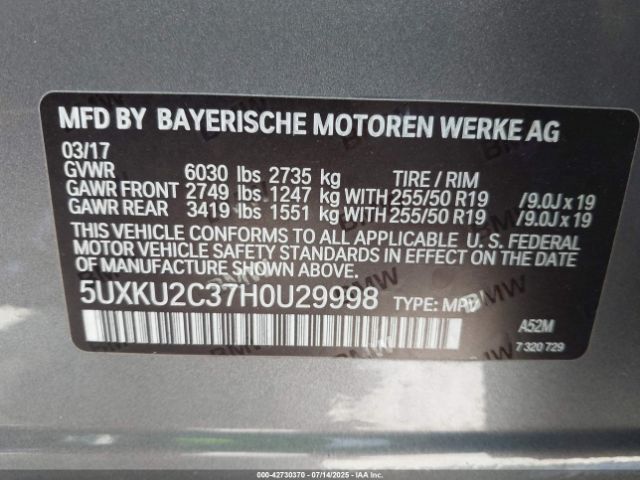 MFD BY BAYERISCHE MOTOREN WERKE AG
03/17
GVWR 6030 lbs 2735 kg TIRE / RIM
GAWR FRONT 2749 lbs 1247 kg WITH 255/50 R19 /9.0J x 19
GAWR REAR 3419 lbs 1551 kg WITH 255/50 R19 /9.0J x 19
THIS VEHICLE CONFORMS TO ALL APPLICABLE U. S. FEDERAL
MOTOR VEHICLE SAFETY STANDARDS IN EFFECT ON THE
DATE OF MANUFACTURE SHOWN ABOVE.
5UXKU2C37H0U29998 TYPE: MPV
A52M
7 320 729
BMW
000-42730370 - 07/14/2025 - IAAI.COM